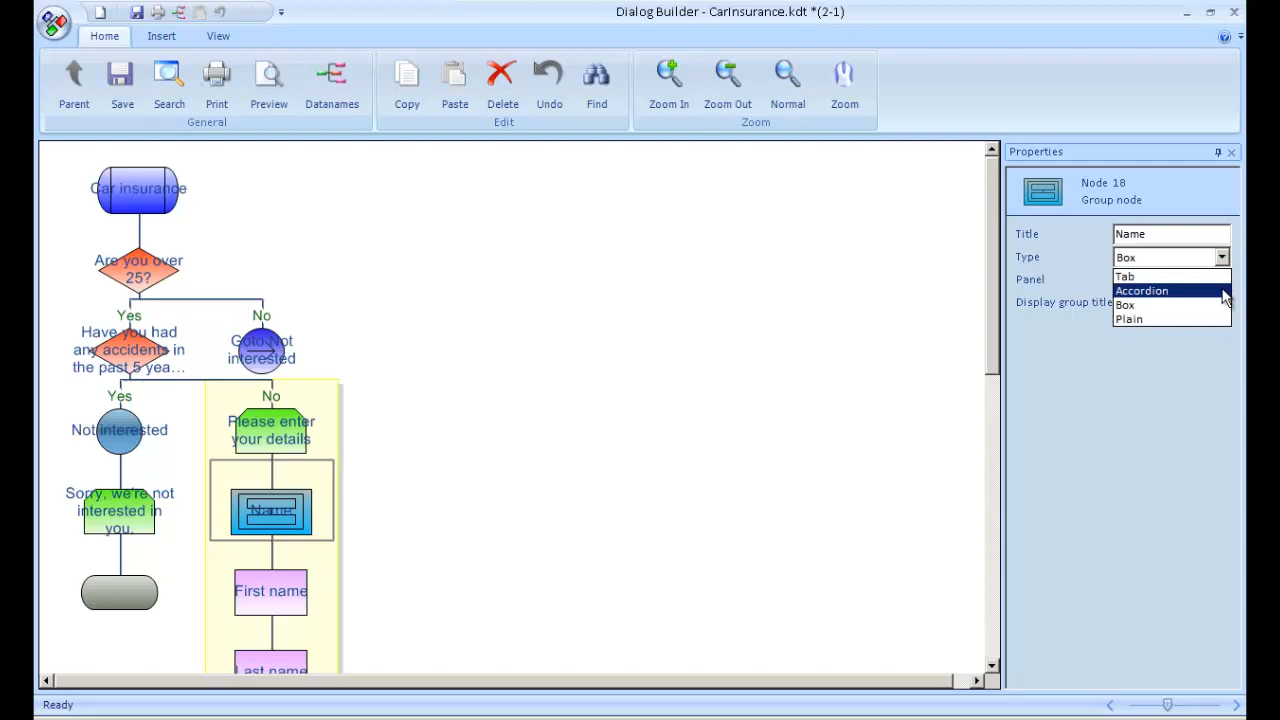 Dialog Builder - CarInsurance.kdt *(2-1)
Home Insert View
Parent Save Search Print Preview Datanames Copy Paste Delete Undo Find Zoom In Zoom Out Normal Zoom
General Edit Zoom
Car insurance
Are you over
25?
Yes No
Have you had
any accidents in
the past 5 yea...
Goto Not
interested
Yes No
Not interested
Please enter
your details
Sorry, we're not
interested in
you.
Name
First name
Last name
Properties
Node 18
Group node
Title Name
Type Box
Panel
Display group title
Tab
Accordion
Box
Plain
Ready